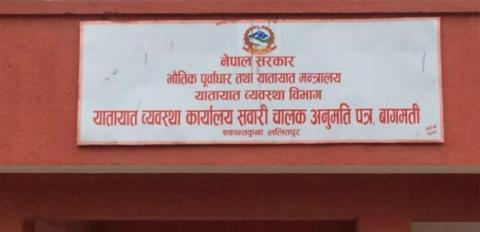 नेपाल सरकार
भौतिक पूर्वाधार तथा यातायात मन्त्रालय
यातायात व्यवस्था विभाग
यातायात व्यवस्था कार्यालय सवारी चालक अनुमति पत्र, बागमती
एकान्तकुना ललितपुर